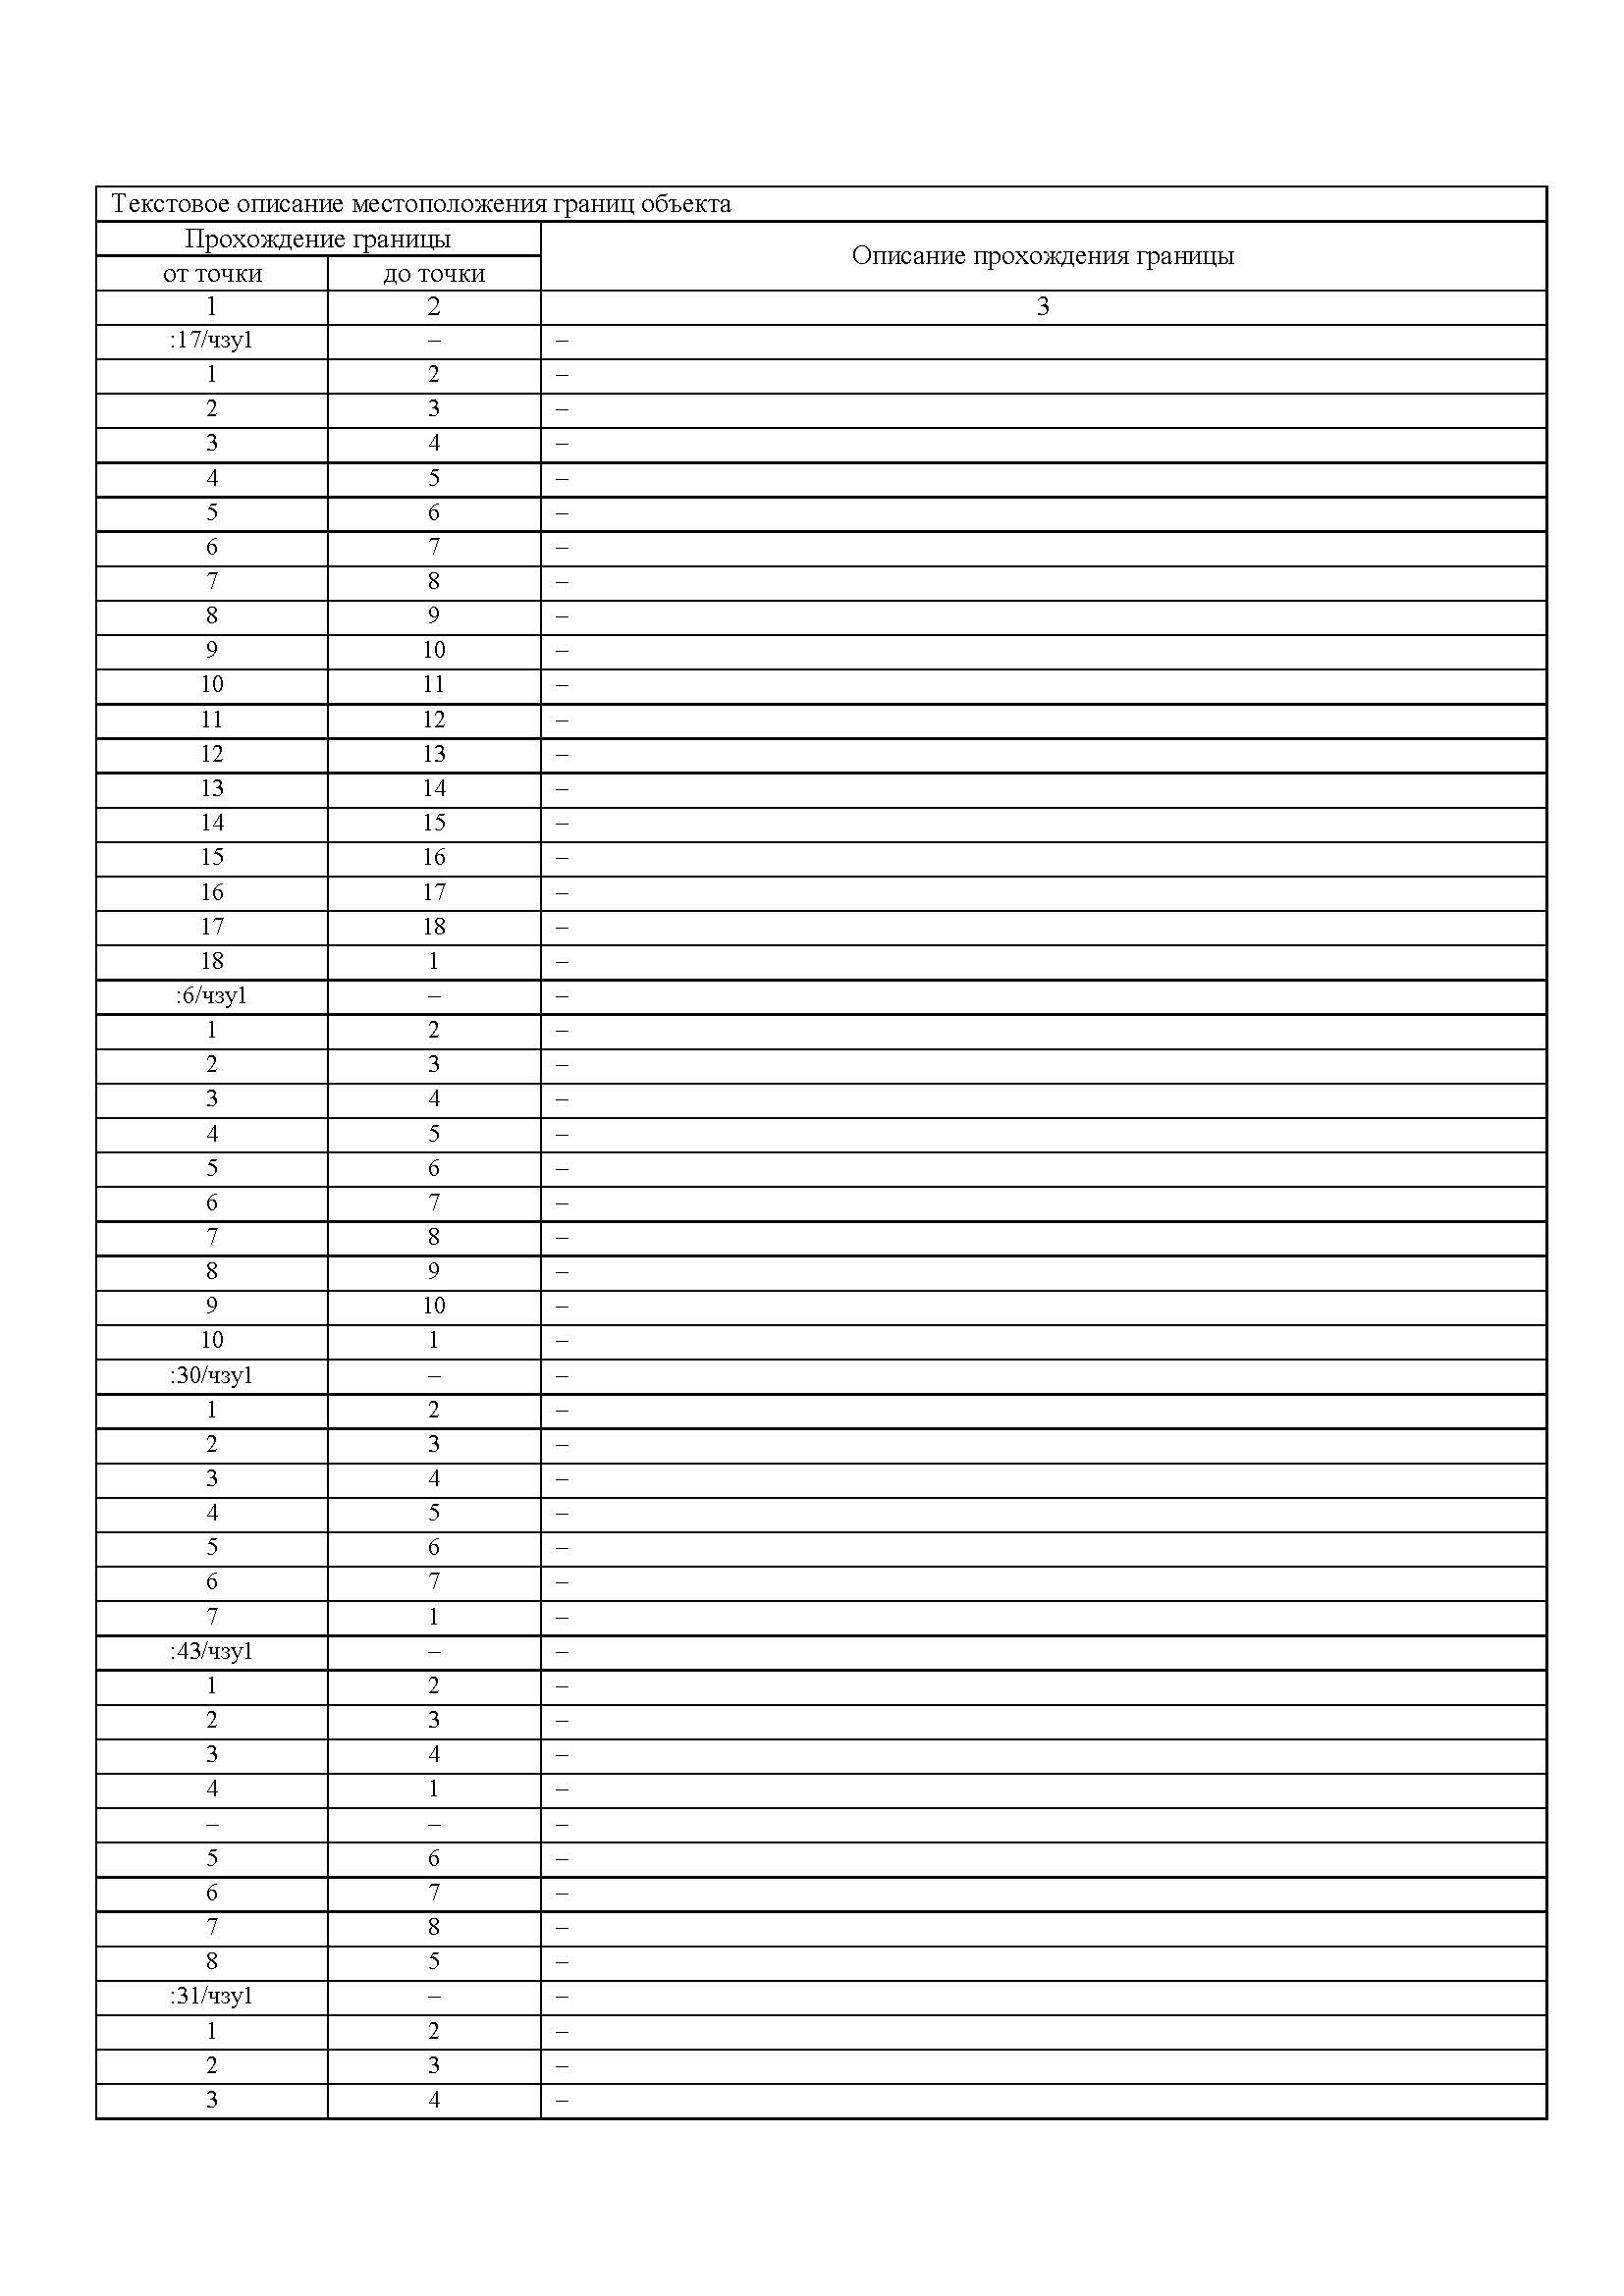 Текстовое описание местоположения границ объекта
Прохождение границы
Описание прохождения границы
от точки до точки
1 2 3
:17/чзу1 – –
1 2 –
2 3 –
3 4 –
4 5 –
5 6 –
6 7 –
7 8 –
8 9 –
9 10 –
10 11 –
11 12 –
12 13 –
13 14 –
14 15 –
15 16 –
16 17 –
17 18 –
18 1 –
:6/чзу1 – –
1 2 –
2 3 –
3 4 –
4 5 –
5 6 –
6 7 –
7 8 –
8 9 –
9 10 –
10 1 –
:30/чзу1 – –
1 2 –
2 3 –
3 4 –
4 5 –
5 6 –
6 7 –
7 1 –
:43/чзу1 – –
1 2 –
2 3 –
3 4 –
4 1 –
– – –
5 6 –
6 7 –
7 8 –
8 5 –
:31/чзу1 – –
1 2 –
2 3 –
3 4 –